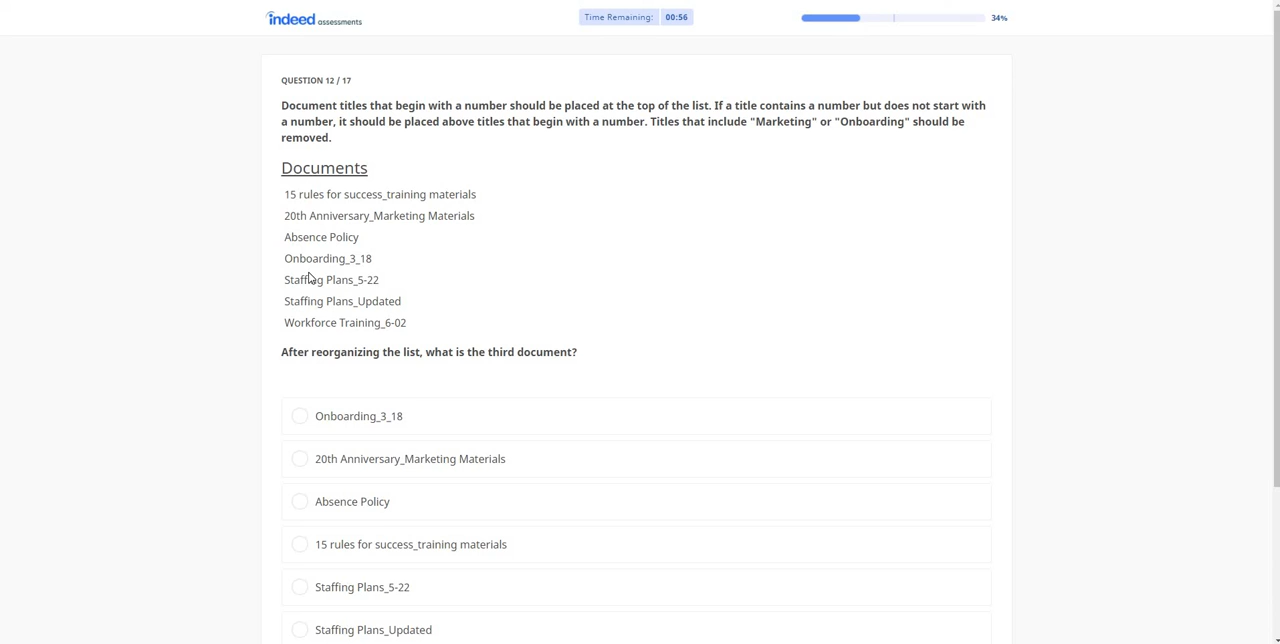 indeed assessments
Time Remaining: 00:56
34%
QUESTION 12 / 17
Document titles that begin with a number should be placed at the top of the list. If a title contains a number but does not start with
a number, it should be placed above titles that begin with a number. Titles that include "Marketing" or "Onboarding" should be
removed.
Documents
15 rules for success_training materials
20th Anniversary_Marketing Materials
Absence Policy
Onboarding_3_18
Staffing Plans_5-22
Staffing Plans_Updated
Workforce Training_6-02
After reorganizing the list, what is the third document?
Onboarding_3_18
20th Anniversary_Marketing Materials
Absence Policy
15 rules for success_training materials
Staffing Plans_5-22
Staffing Plans_Updated